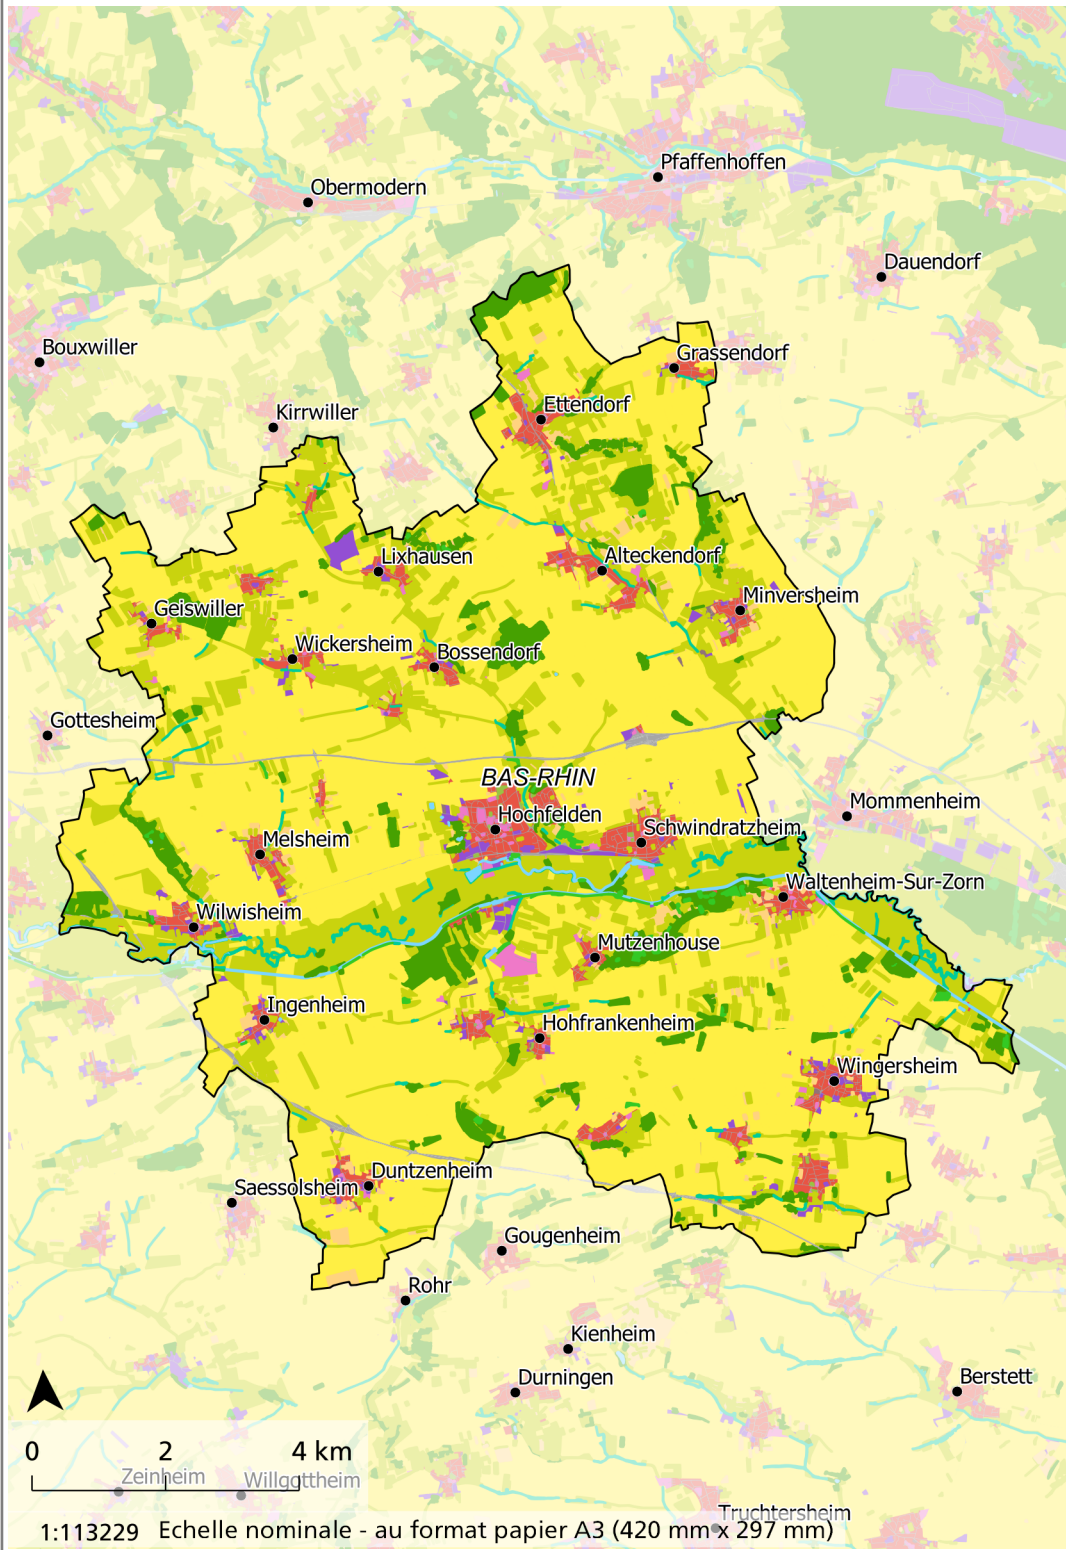 Pfaffenhoffen
Obermodern
Dauendorf
Bouxwiller
Grassendorf
Kirrwiller
Ettendorf
Lixhausen
Alteckendorf
Minversheim
Geiswiller
Wickersheim
Bossendorf
Gottesheim
BAS-RHIN
Mommenheim
Hochfelden
Schwindratzheim
Melsheim
Waltenheim-Sur-Zorn
Wilwisheim
Mutzenhouse
Ingenheim
Hohfrankenheim
Wingersheim
Duntzenheim
Saessolsheim
Gougenheim
Rohr
Kienheim
Durningen
Berstett
0 2 4 km
Zeinheim
Willgottheim
Truchtersheim
1:113229 Echelle nominale - au format papier A3 (420 mm x 297 mm)